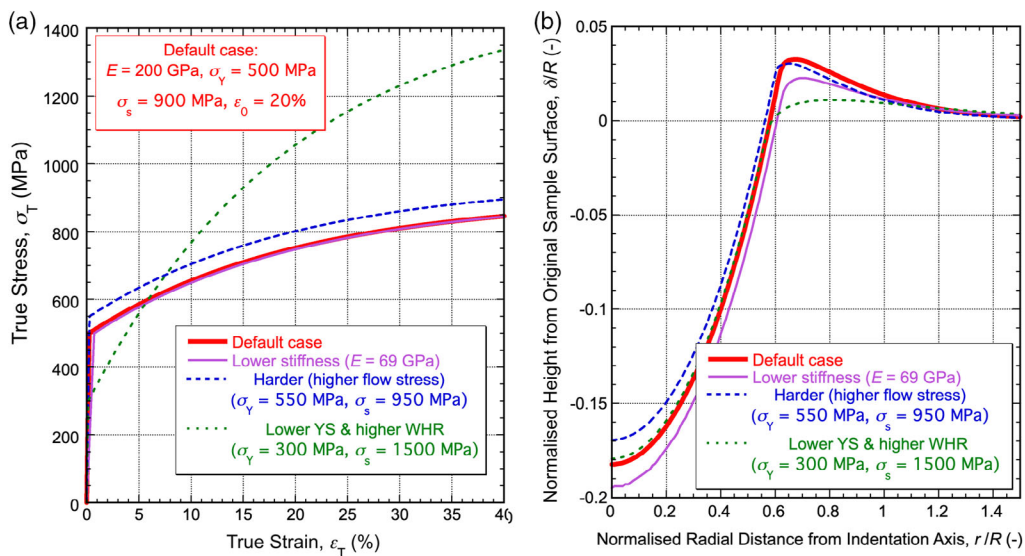 (a)
1400
1200
1000
800
600
400
200
0
True Stress, σT (MPa)
Default case:
E = 200 GPa, σY = 500 MPa
σs = 900 MPa, ε0 = 20%
Default case
Lower stiffness (E = 69 GPa)
Harder (higher flow stress)
(σY = 550 MPa, σs = 950 MPa)
Lower YS & higher WHR
(σY = 300 MPa, σs = 1500 MPa)
0 5 10 15 20 25 30 35 40
True Strain, εT (%)
(b)
0.05
0
-0.05
-0.1
-0.15
-0.2
Normalised Height from Original Sample Surface, δ/R (-)
Default case
Lower stiffness (E = 69 GPa)
Harder (higher flow stress)
(σY = 550 MPa, σs = 950 MPa)
Lower YS & higher WHR
(σY = 300 MPa, σs = 1500 MPa)
0.0 0.2 0.4 0.6 0.8 1.0 1.2 1.4
Normalised Radial Distance from Indentation Axis, r/R (-)